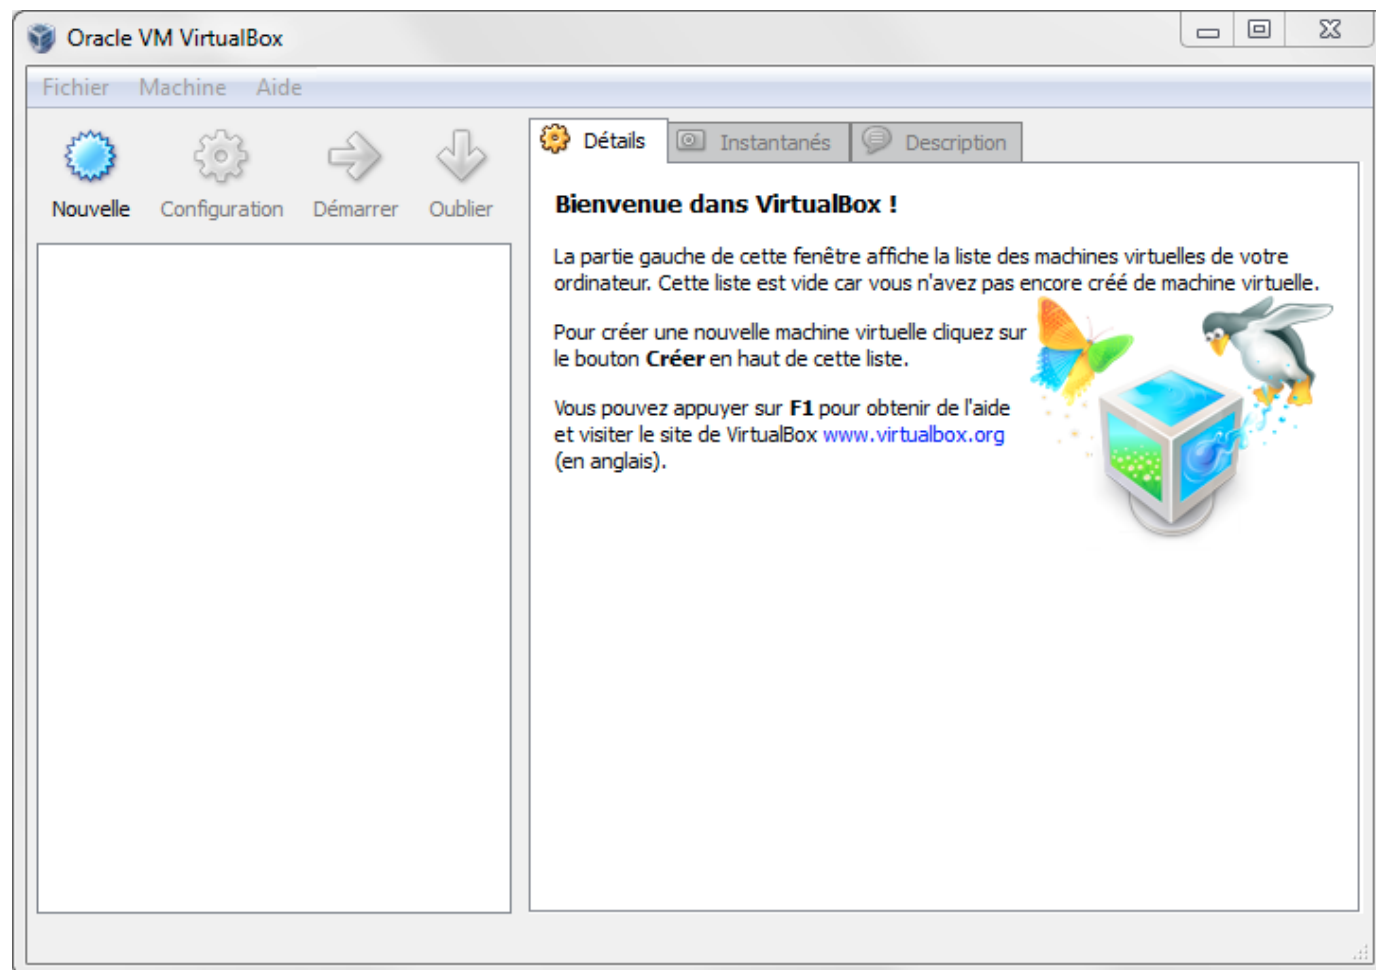 Oracle VM VirtualBox
Fichier Machine Aide
Nouvelle Configuration Démarrer Oublier
Détails Instantanés Description
Bienvenue dans VirtualBox !
La partie gauche de cette fenêtre affiche la liste des machines virtuelles de votre
ordinateur. Cette liste est vide car vous n'avez pas encore créé de machine virtuelle.
Pour créer une nouvelle machine virtuelle cliquez sur
le bouton Créer en haut de cette liste.
Vous pouvez appuyer sur F1 pour obtenir de l'aide
et visiter le site de VirtualBox www.virtualbox.org
(en anglais).